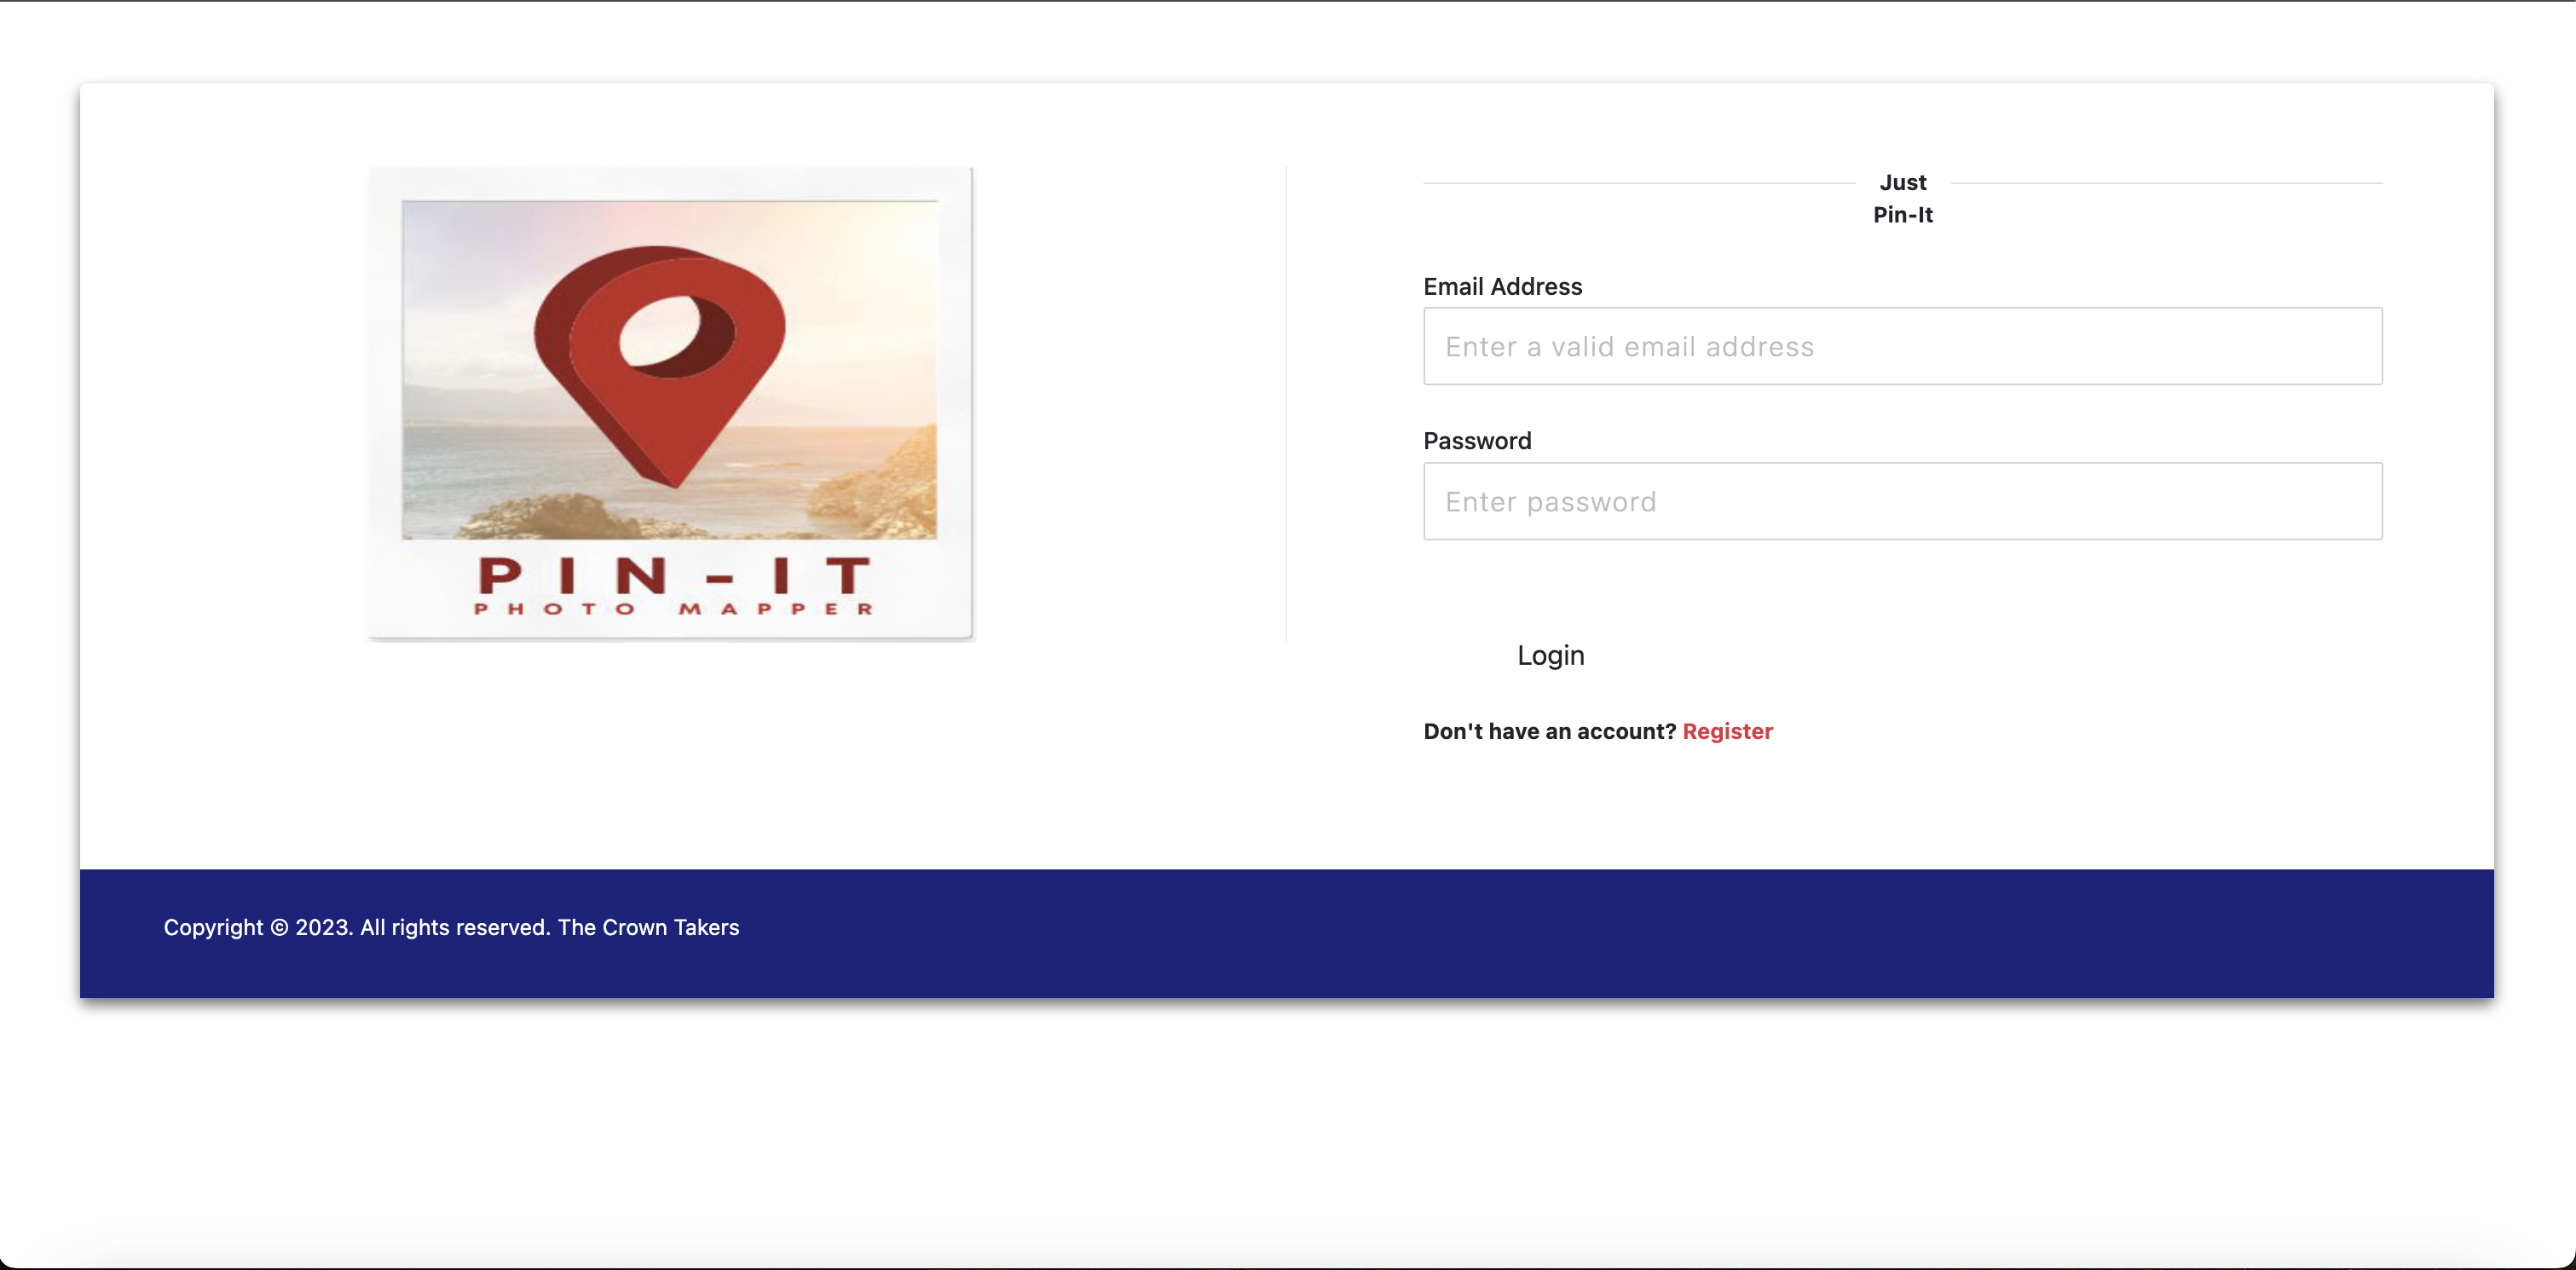 PIN-IT
PHOTO MAPPER
Just
Pin-It
Email Address
Enter a valid email address
Password
Enter password
Login
Don't have an account? Register
Copyright © 2023. All rights reserved. The Crown Takers